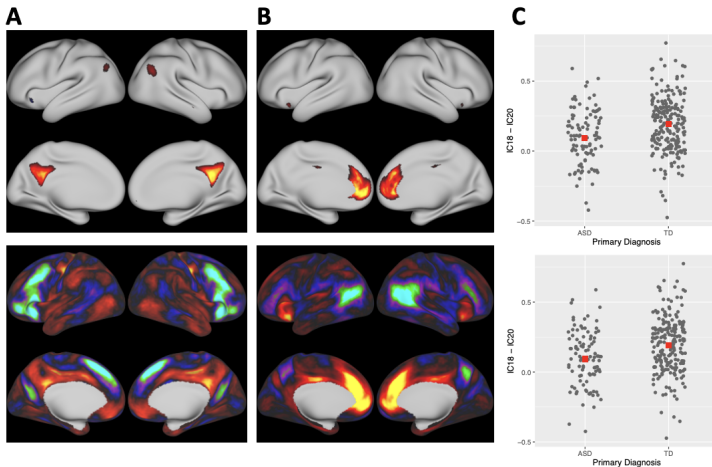 A
B
C
IC18 – IC20
0.5
0.0
-0.5
ASD
TD
Primary Diagnosis
IC18 – IC20
0.5
0.0
-0.5
ASD
TD
Primary Diagnosis